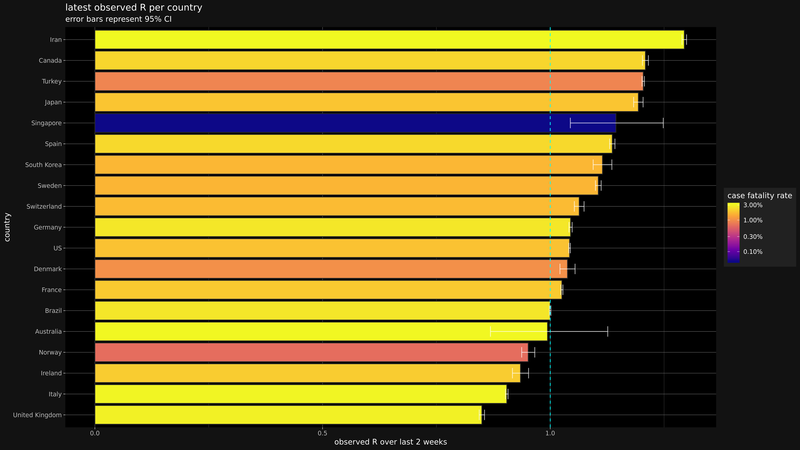 latest observed R per country
error bars represent 95% CI
country
Iran
Canada
Turkey
Japan
Singapore
Spain
South Korea
Sweden
Switzerland
Germany
US
Denmark
France
Brazil
Australia
Norway
Ireland
Italy
United Kingdom
0.0
0.5
1.0
observed R over last 2 weeks
case fatality rate
3.00%
1.00%
0.30%
0.10%